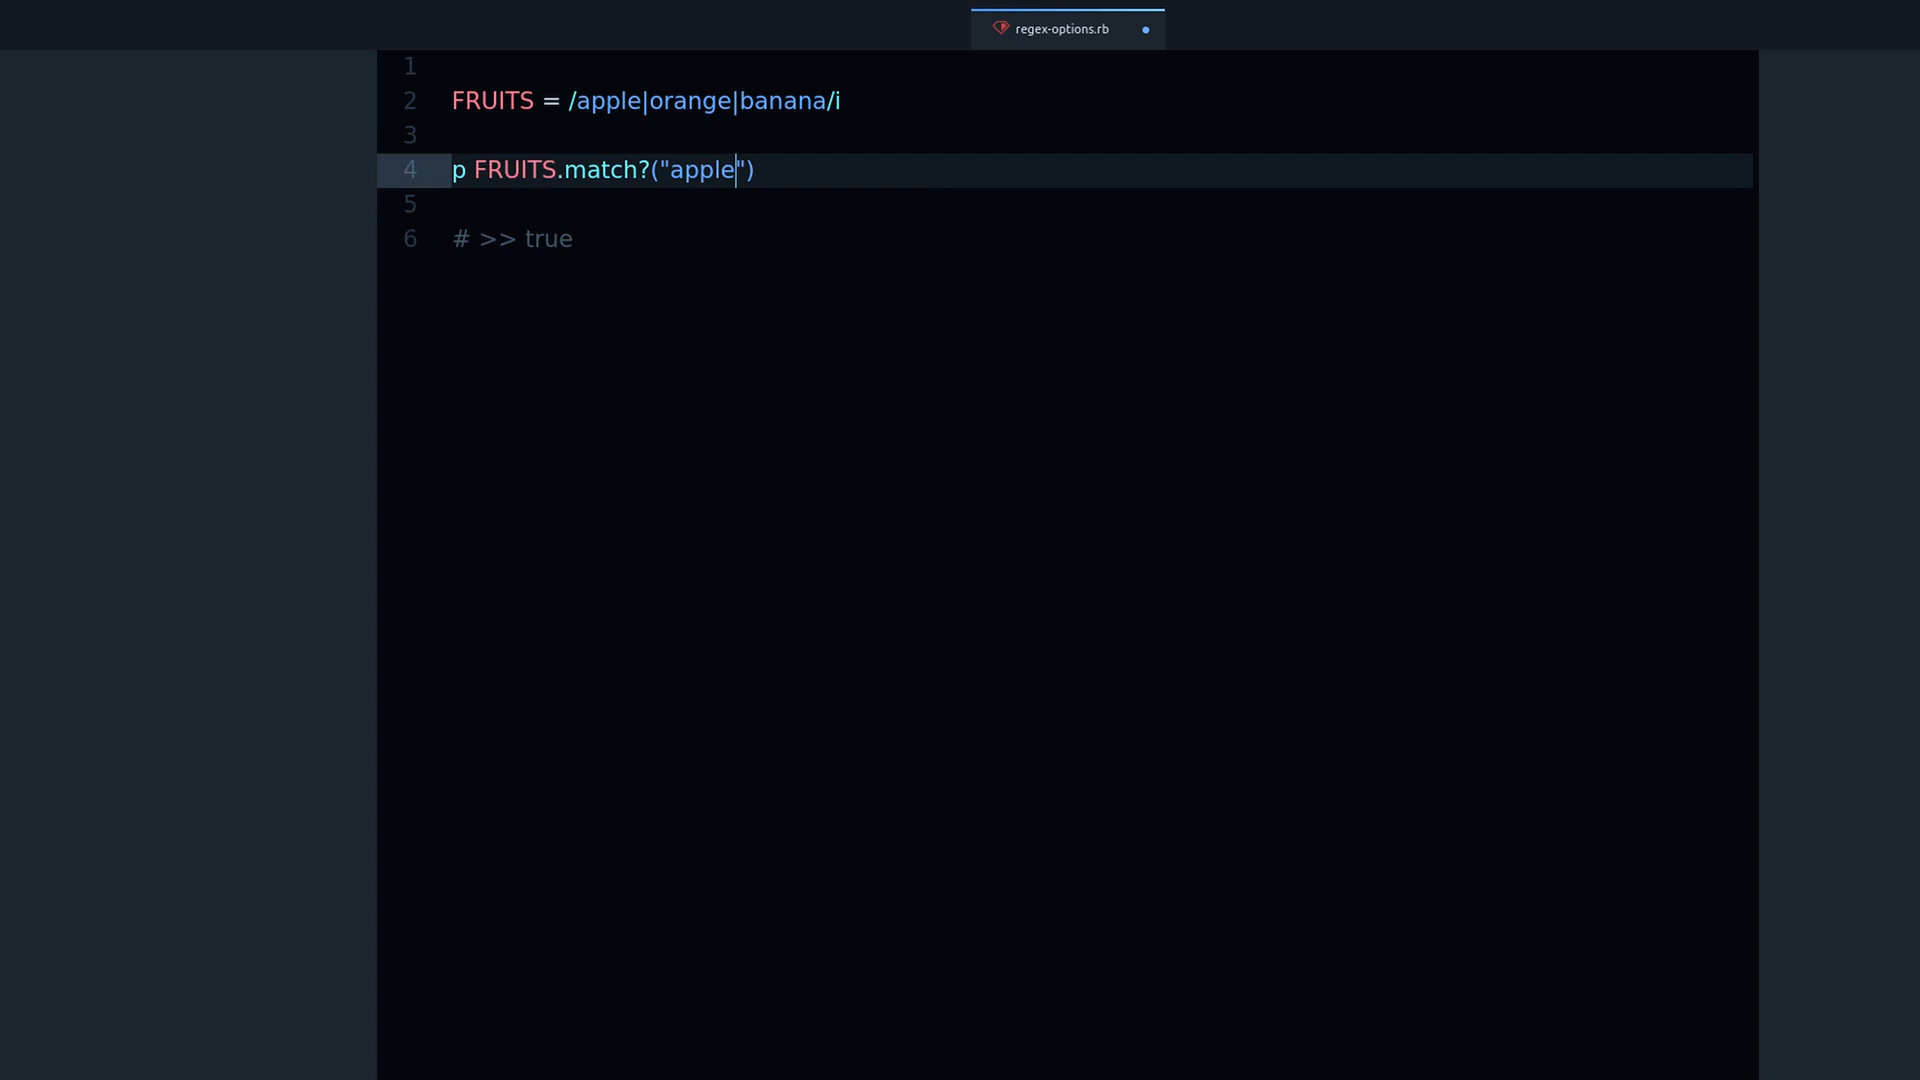 regex-options.rb
1
2 FRUITS = /apple|orange|banana/i
3
4 p FRUITS.match?("apple")
5
6 # >> true